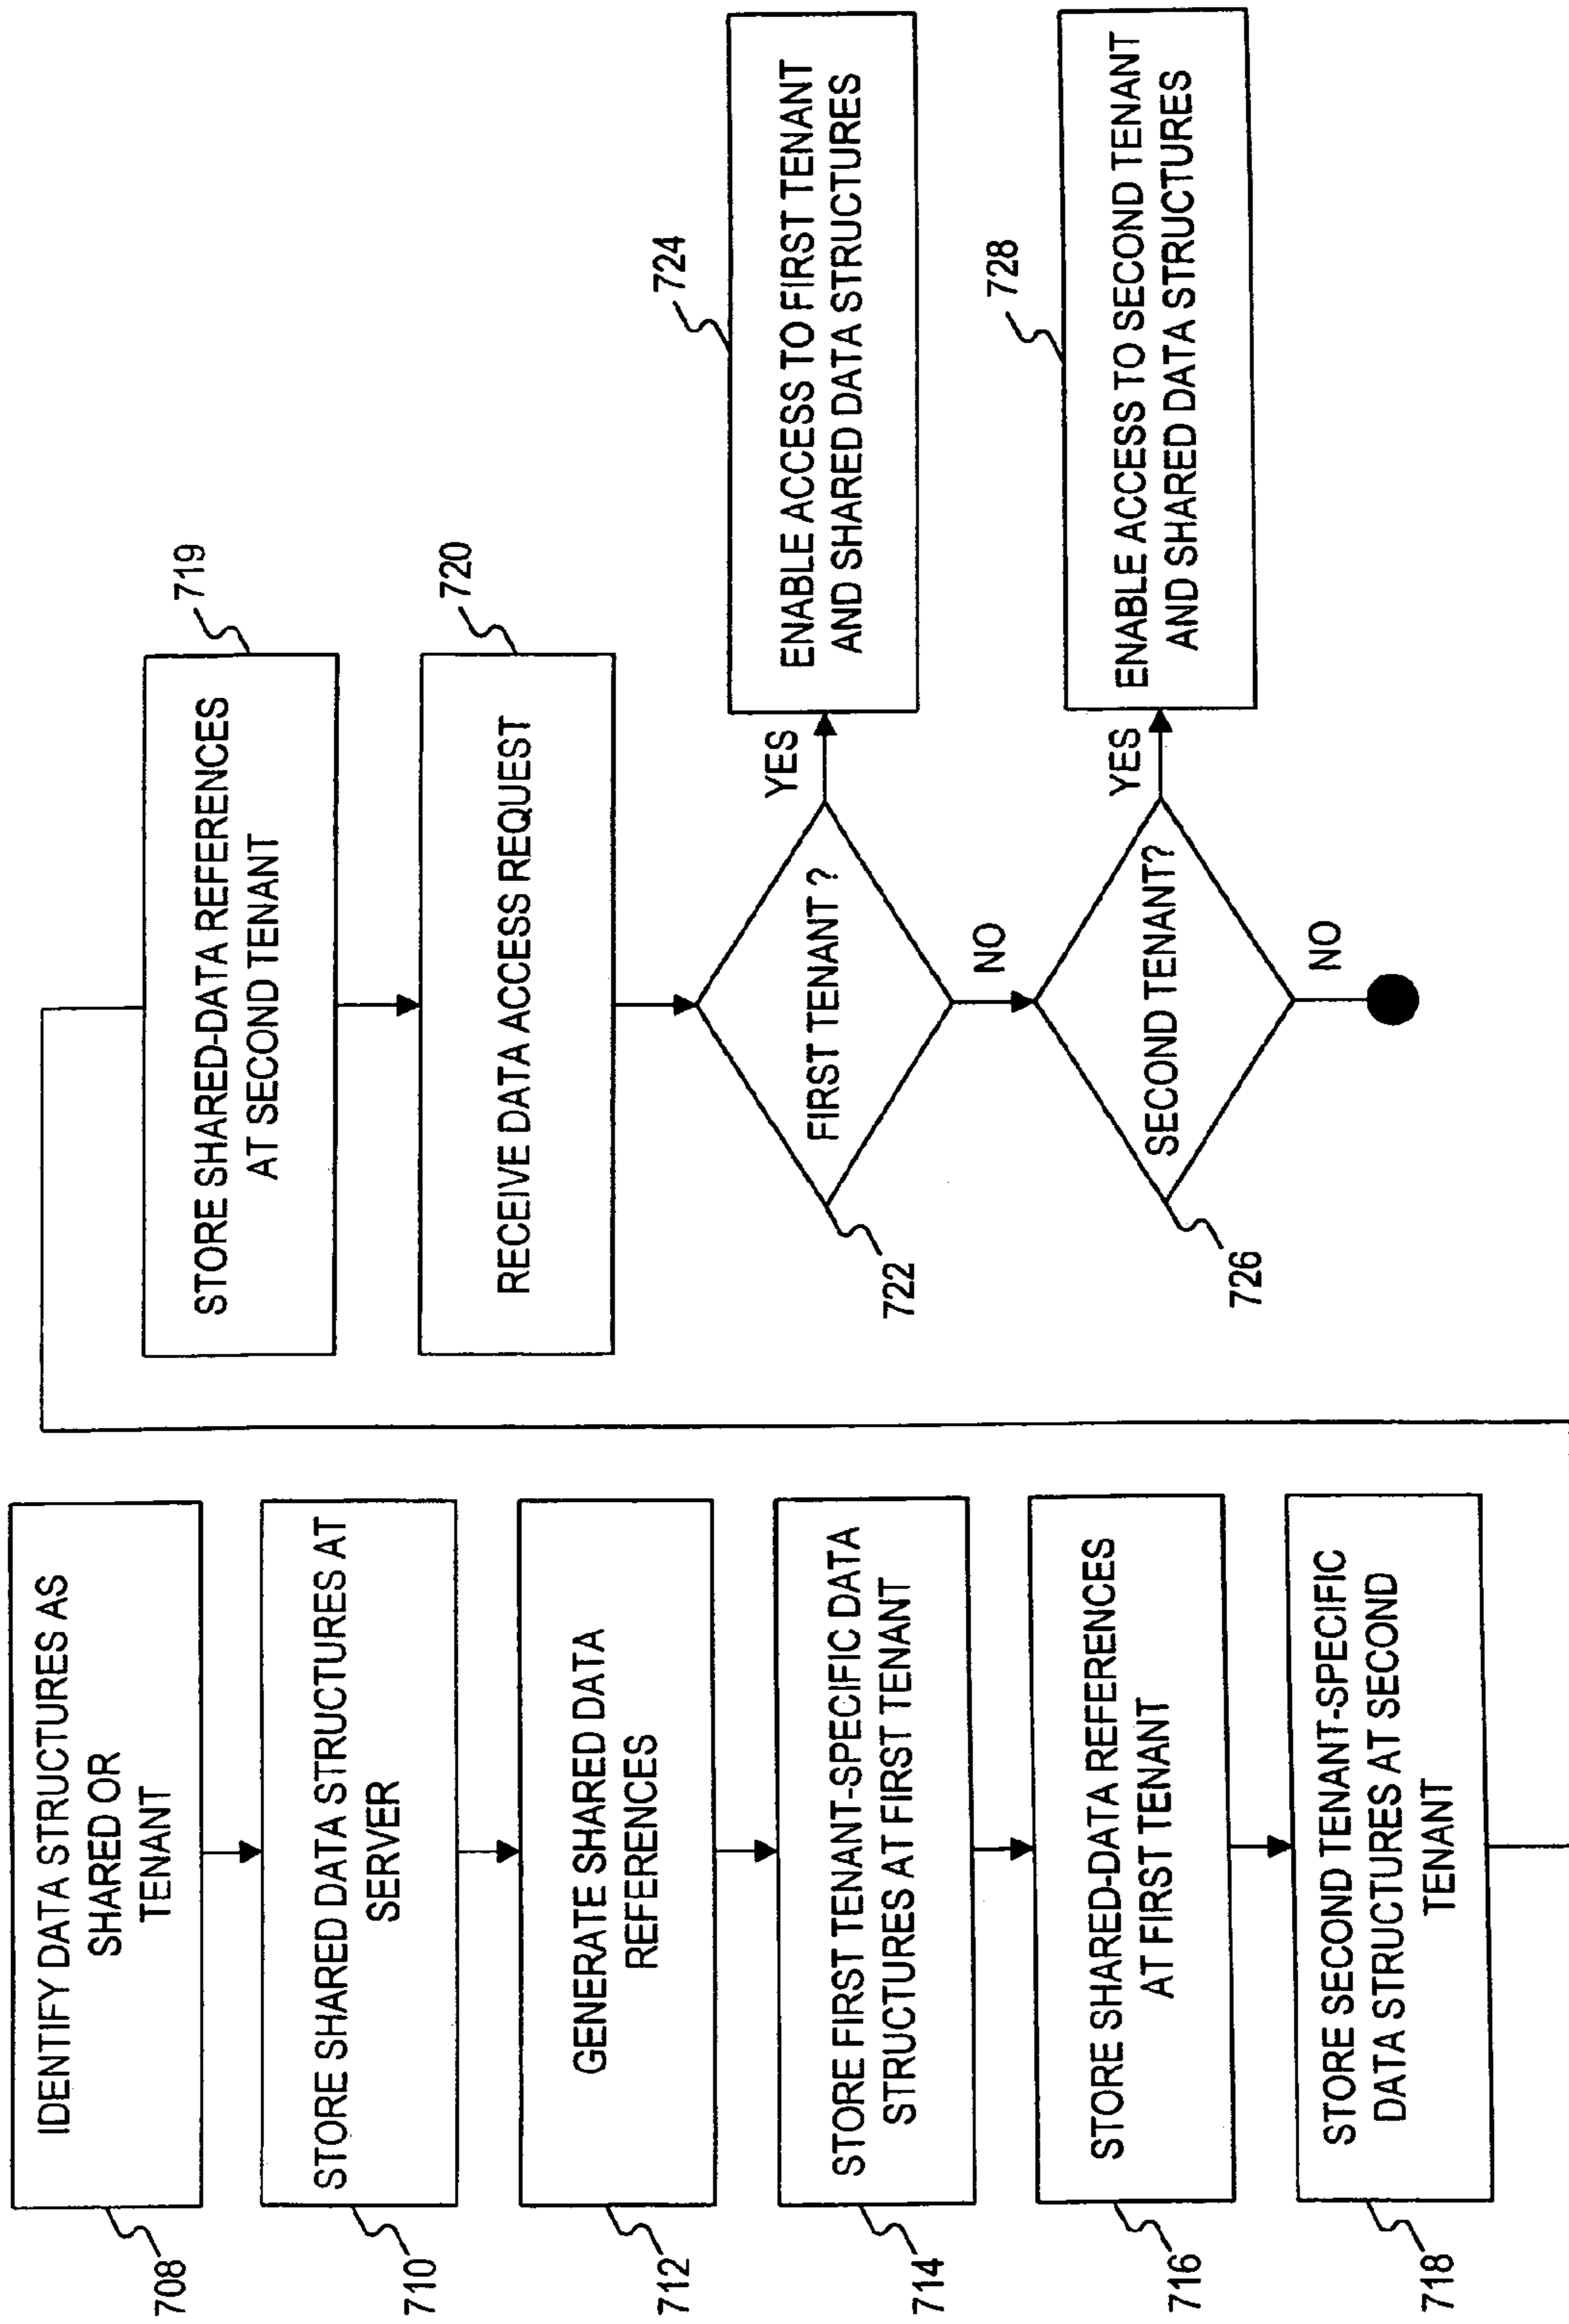 IDENTIFY DATA STRUCTURES AS
SHARED OR
TENANT
708
STORE SHARED DATA STRUCTURES AT
SERVER
710
GENERATE SHARED DATA
REFERENCES
712
STORE FIRST TENANT-SPECIFIC DATA
STRUCTURES AT FIRST TENANT
714
STORE SHARED-DATA REFERENCES
AT FIRST TENANT
716
STORE SECOND TENANT-SPECIFIC
DATA STRUCTURES AT SECOND
TENANT
718
STORE SHARED-DATA REFERENCES
AT SECOND TENANT
719
RECEIVE DATA ACCESS REQUEST
720
FIRST TENANT ?
722
YES
ENABLE ACCESS TO FIRST TENANT
AND SHARED DATA STRUCTURES
724
NO
SECOND TENANT?
726
YES
ENABLE ACCESS TO SECOND TENANT
AND SHARED DATA STRUCTURES
728
NO